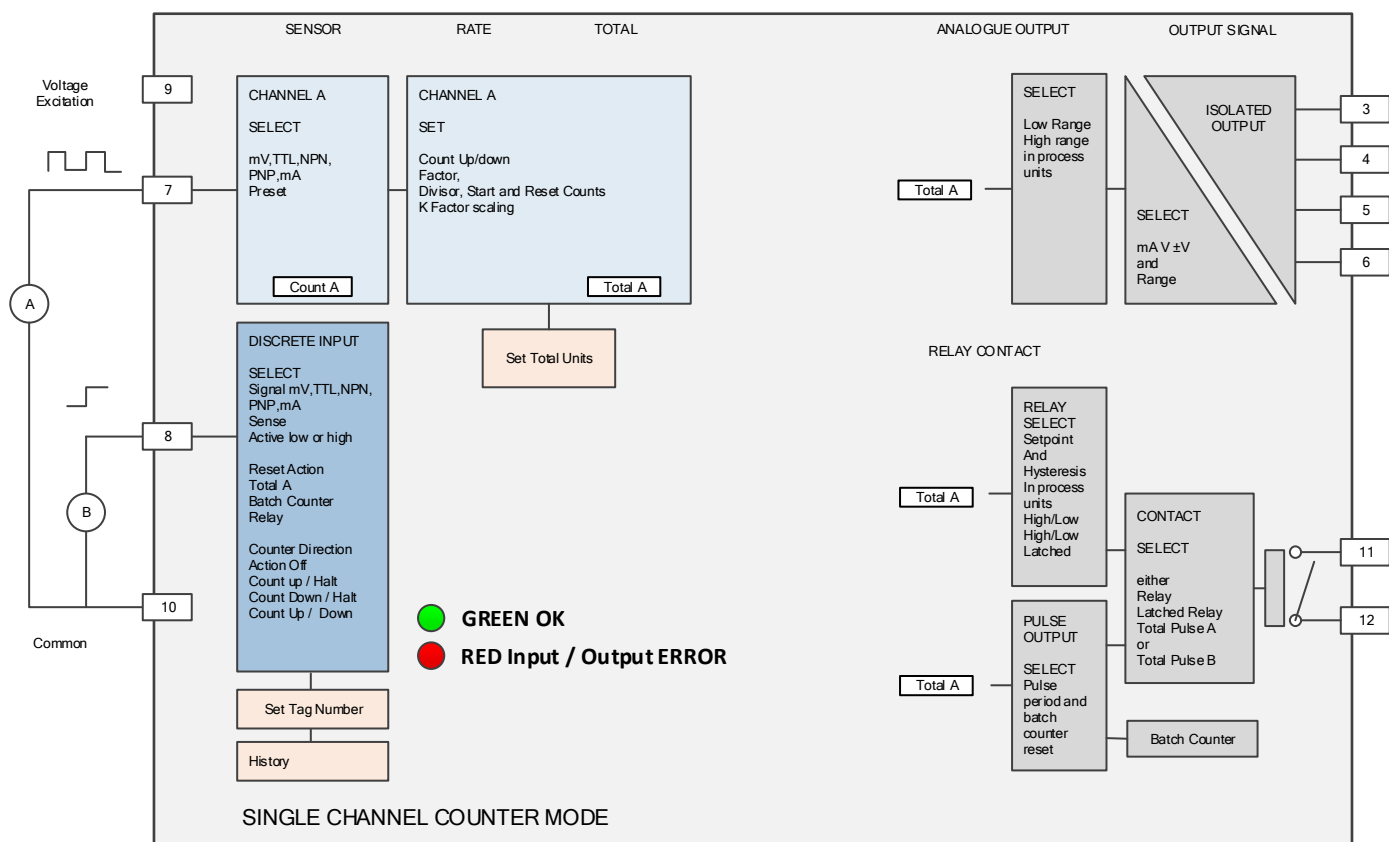 SENSOR
RATE
TOTAL
ANALOGUE OUTPUT
OUTPUT SIGNAL
Voltage
Excitation
9
7
A
8
B
10
Common
CHANNEL A
SELECT
mV,TTL,NPN,
PNP,mA
Preset
Count A
CHANNEL A
SET
Count Up/down
Factor,
Divisor, Start and Reset Counts
K Factor scaling
Total A
Set Total Units
DISCRETE INPUT
SELECT
Signal mV,TTL,NPN,
PNP,mA
Sense
Active low or high
Reset Action
Total A
Batch Counter
Relay
Counter Direction
Action Off
Count up / Halt
Count Down / Halt
Count Up / Down
Set Tag Number
History
GREEN OK
RED Input / Output ERROR
Total A
SELECT
Low Range
High range
in process
units
SELECT
mA V ±V
and
Range
ISOLATED
OUTPUT
3
4
5
6
RELAY CONTACT
Total A
RELAY
SELECT
Setpoint
And
Hysteresis
In process
units
High/Low
High/Low
Latched
Total A
PULSE
OUTPUT
SELECT
Pulse
period and
batch
counter
reset
CONTACT
SELECT
either
Relay
Latched Relay
Total Pulse A
or
Total Pulse B
Batch Counter
11
12
SINGLE CHANNEL COUNTER MODE